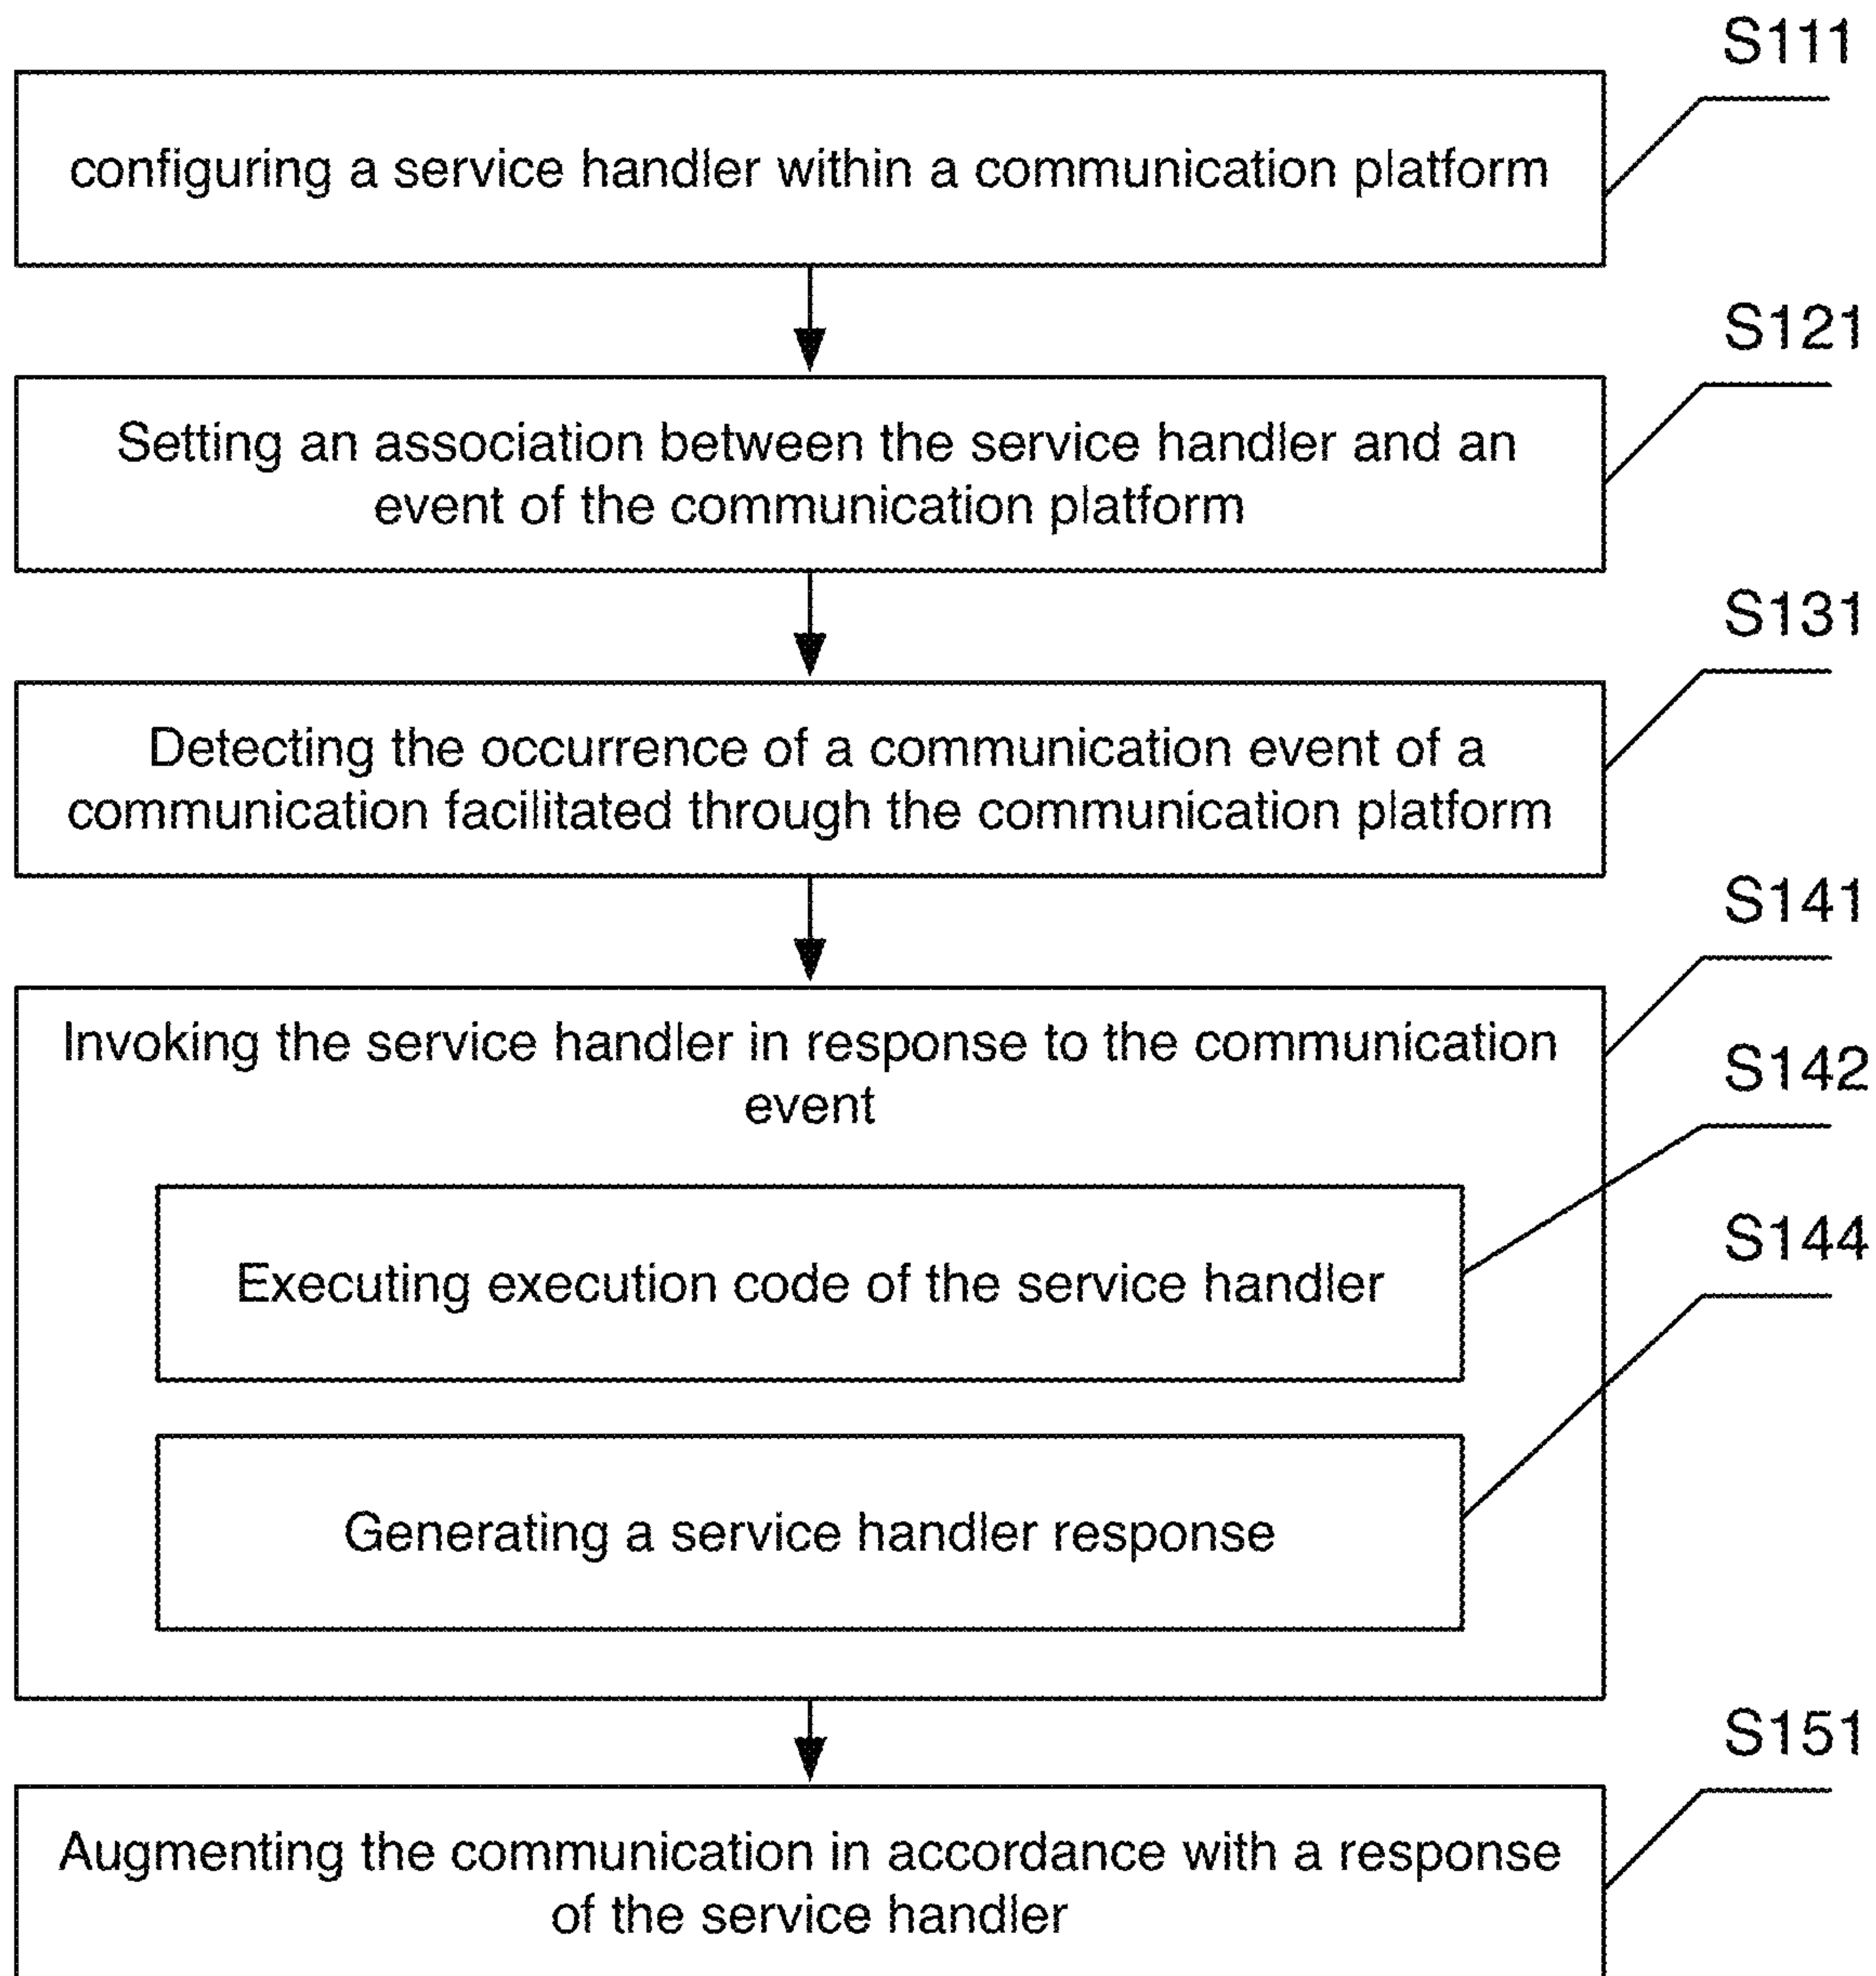 S111
configuring a service handler within a communication platform
S121
Setting an association between the service handler and an
event of the communication platform
S131
Detecting the occurrence of a communication event of a
communication facilitated through the communication platform
S141
Invoking the service handler in response to the communication
event
S142
Executing execution code of the service handler
S144
Generating a service handler response
S151
Augmenting the communication in accordance with a response
of the service handler